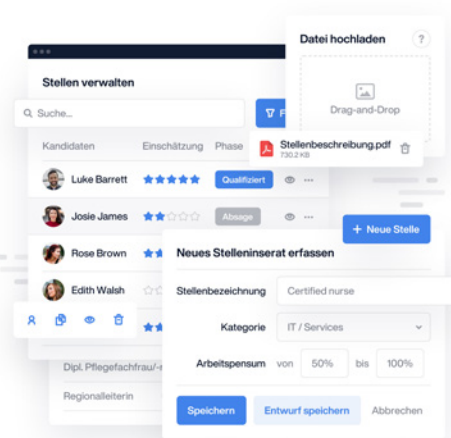 Datei hochladen ?
Stellen verwalten
Suche...
F
Drag-and-Drop
Stellenbeschreibung.pdf
730.2 KB
Kandidaten Einschätzung Phase
Luke Barrett Qualifiziert
Josie James Absage
+ Neue Stelle
Rose Brown
Neues Stelleninserat erfassen
Edith Walsh
Stellenbezeichnung Certified nurse
Kategorie IT / Services
Dipl. Pflegefachfrau/-
Arbeitspensum von 50% bis 100%
Regionalleiterin
Speichern Entwurf speichern Abbrechen